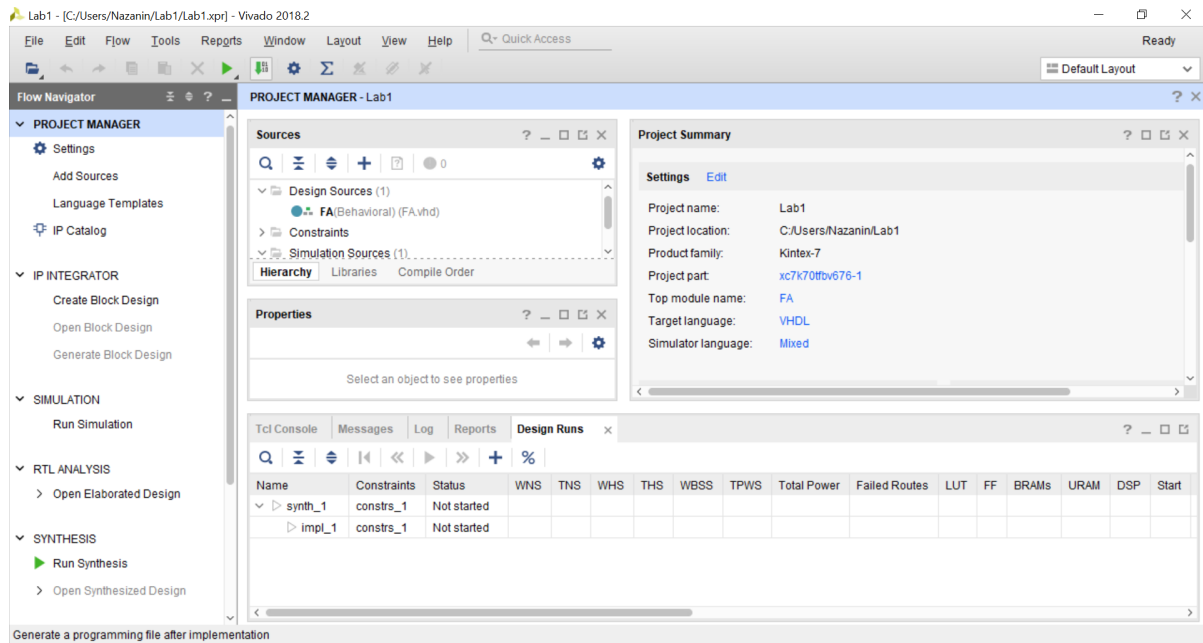 Lab1 - [C:/Users/Nazanin/Lab1/Lab1.xpr] - Vivado 2018.2
File Edit Flow Tools Reports Window Layout View Help Quick Access Ready
Default Layout
Flow Navigator
PROJECT MANAGER
Settings
Add Sources
Language Templates
IP Catalog
IP INTEGRATOR
Create Block Design
Open Block Design
Generate Block Design
SIMULATION
Run Simulation
RTL ANALYSIS
Open Elaborated Design
SYNTHESIS
Run Synthesis
Open Synthesized Design
PROJECT MANAGER - Lab1
Sources
0
Design Sources (1)
FA(Behavioral) (FA.vhd)
Constraints
Simulation Sources (1)
Hierarchy Libraries Compile Order
Properties
Select an object to see properties
Project Summary
Settings Edit
Project name: Lab1
Project location: C:/Users/Nazanin/Lab1
Product family: Kintex-7
Project part: xc7k70tfbv676-1
Top module name: FA
Target language: VHDL
Simulator language: Mixed
Tcl Console Messages Log Reports Design Runs
Name Constraints Status WNS TNS WHS THS WBSS TPWS Total Power Failed Routes LUT FF BRAMs URAM DSP Start
synth_1 constrs_1 Not started
impl_1 constrs_1 Not started
Generate a programming file after implementation